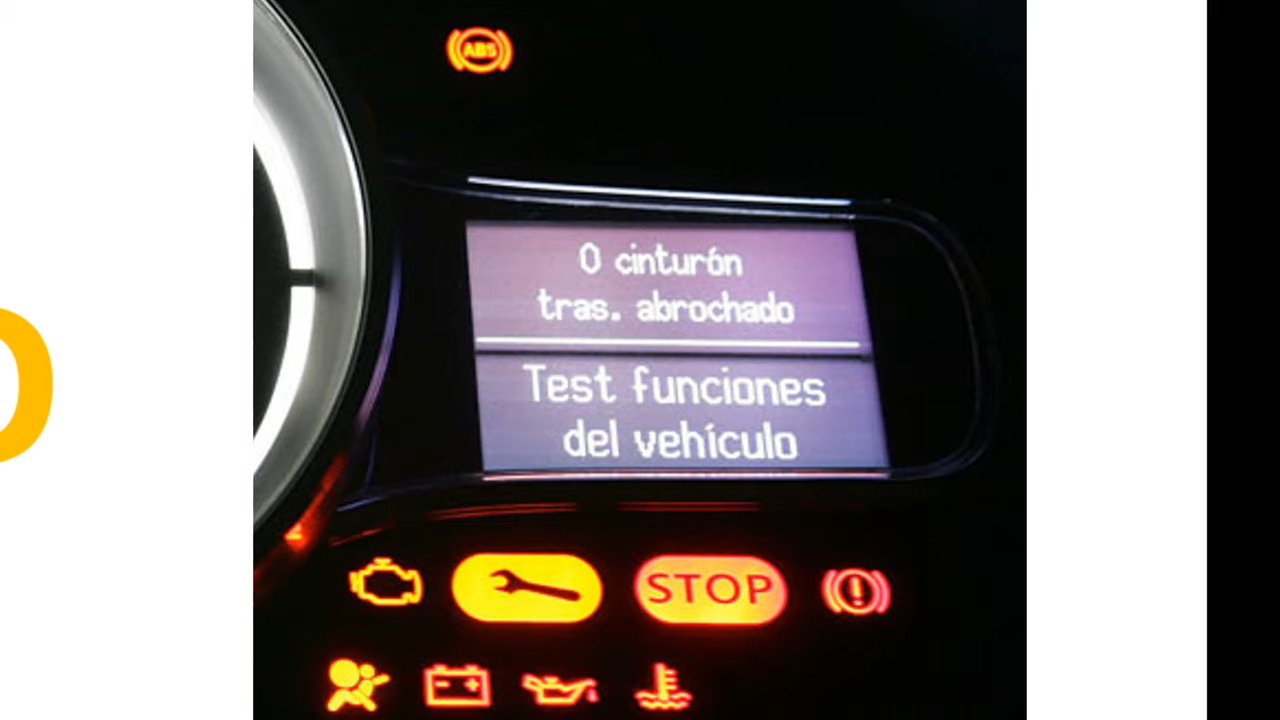 ABS
0 cinturón
tras. abrochado
Test funciones
del vehículo
STOP